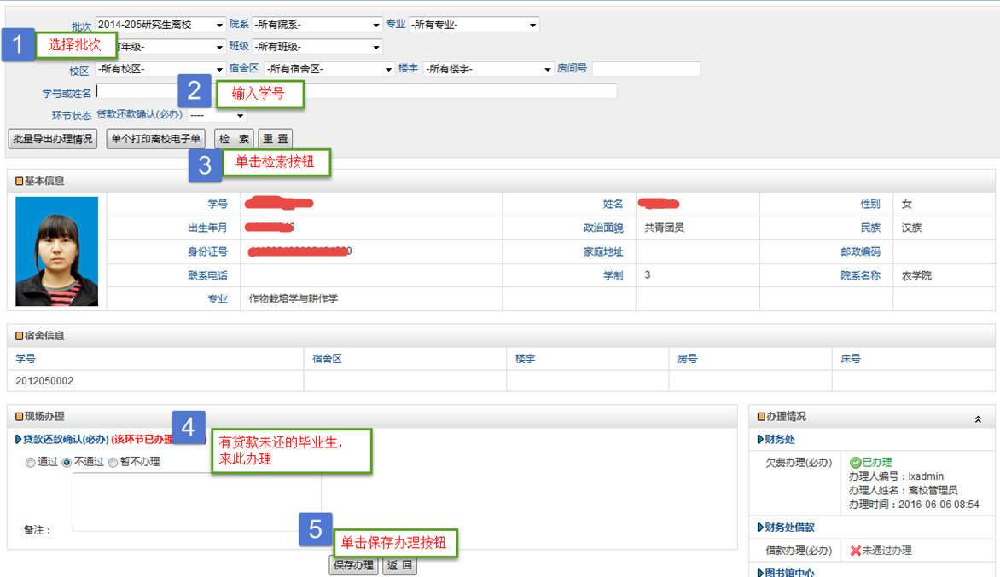 批次 2014-205研究生离校 院系 -所有院系- 专业 -所有专业-
1 选择批次
有年级- 班级 -所有班级-
校区 -所有校区- 宿舍区 -所有宿舍区- 楼宇 -所有楼宇- 房间号
学号或姓名
2 输入学号
环节状态 贷款还款确认(必办) ----
批量导出办理情况 单个打印离校电子单 检 索 重 置
3 单击检索按钮
基本信息
学号 姓名 性别 女
出生年月 政治面貌 共青团员 民族 汉族
身份证号 家庭地址 邮政编码
联系电话 学制 3 院系名称 农学院
专业 作物栽培学与耕作学
宿舍信息
学号 宿舍区 楼宇 房号 床号
2012050002
现场办理
贷款还款确认(必办) (该环节已办理
4 有贷款未还的毕业生，
来此办理
通过 不通过 暂不办理
备注：
5 单击保存办理按钮
保存办理 返 回
办理情况
财务处
欠费办理(必办) 已办理
办理人编号：lxadmin
办理人姓名：离校管理员
办理时间：2016-06-06 08:54
财务处借款
借款办理(必办) 未通过办理
图书馆中心